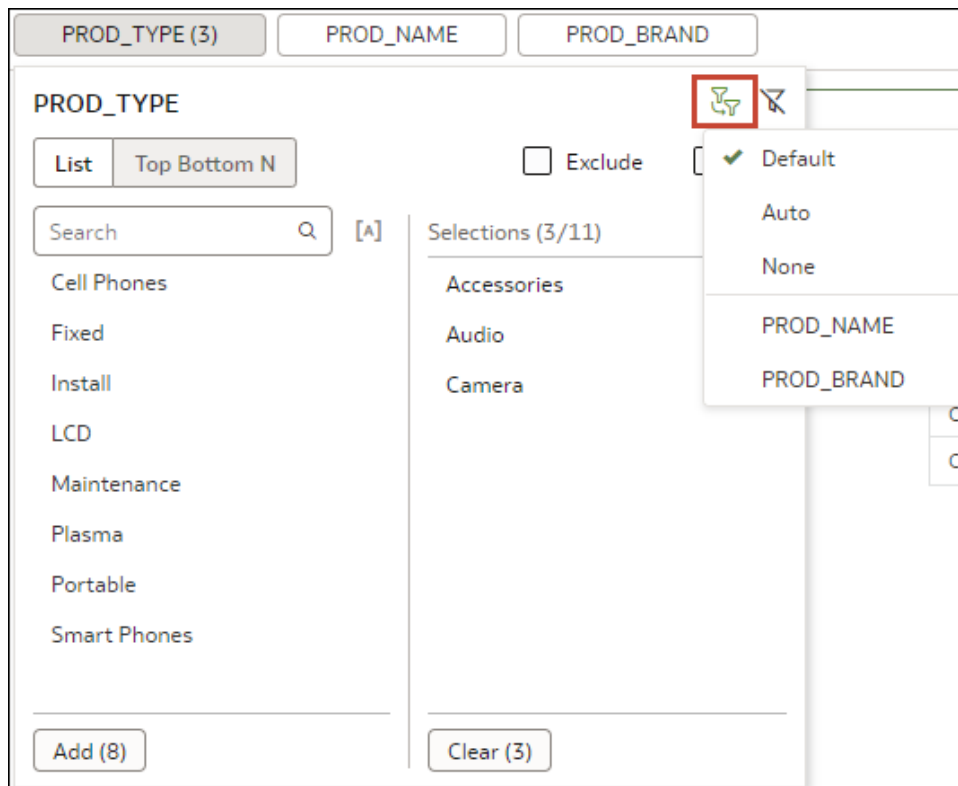 PROD_TYPE (3) PROD_NAME PROD_BRAND
PROD_TYPE
List Top Bottom N Exclude
Default
Auto
None
PROD_NAME
PROD_BRAND
Search [A]
Cell Phones
Fixed
Install
LCD
Maintenance
Plasma
Portable
Smart Phones
Add (8)
Selections (3/11)
Accessories
Audio
Camera
Clear (3)